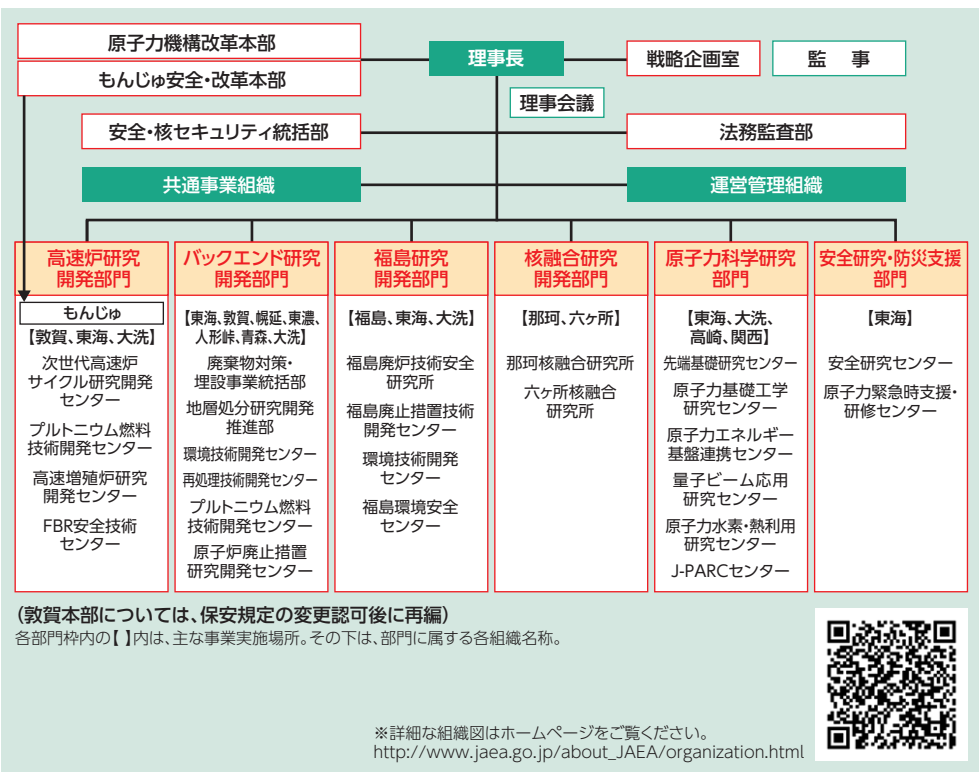 原子力機構改革本部
もんじゅ安全・改革本部
理事長
戦略企画室
監　事
理事会議
安全・核セキュリティ統括部
法務監査部
共通事業組織
運営管理組織
高速炉研究
開発部門
もんじゅ
【敦賀、東海、大洗】
次世代高速炉
サイクル研究開発
センター
プルトニウム燃料
技術開発センター
高速増殖炉研究
開発センター
FBR安全技術
センター
バックエンド研究
開発部門
【東海、敦賀、幌延、東濃、
人形峠、青森、大洗】
廃棄物対策・
埋設事業統括部
地層処分研究開発
推進部
環境技術開発センター
再処理技術開発センター
プルトニウム燃料
技術開発センター
原子炉廃止措置
研究開発センター
福島研究
開発部門
【福島、東海、大洗】
福島廃炉技術安全
研究所
福島廃止措置技術
開発センター
環境技術開発
センター
福島環境安全
センター
核融合研究
開発部門
【那珂、六ヶ所】
那珂核融合研究所
六ヶ所核融合
研究所
原子力科学研究
部門
【東海、大洗、
高崎、関西】
先端基礎研究センター
原子力基礎工学
研究センター
原子力エネルギー
基盤連携センター
量子ビーム応用
研究センター
原子力水素・熱利用
研究センター
J-PARCセンター
安全研究・防災支援
部門
【東海】
安全研究センター
原子力緊急時支援・
研修センター
（敦賀本部については、保安規定の変更認可後に再編）
各部門枠内の【 】内は、主な事業実施場所。その下は、部門に属する各組織名称。
※詳細な組織図はホームページをご覧ください。
http://www.jaea.go.jp/about_JAEA/organization.html